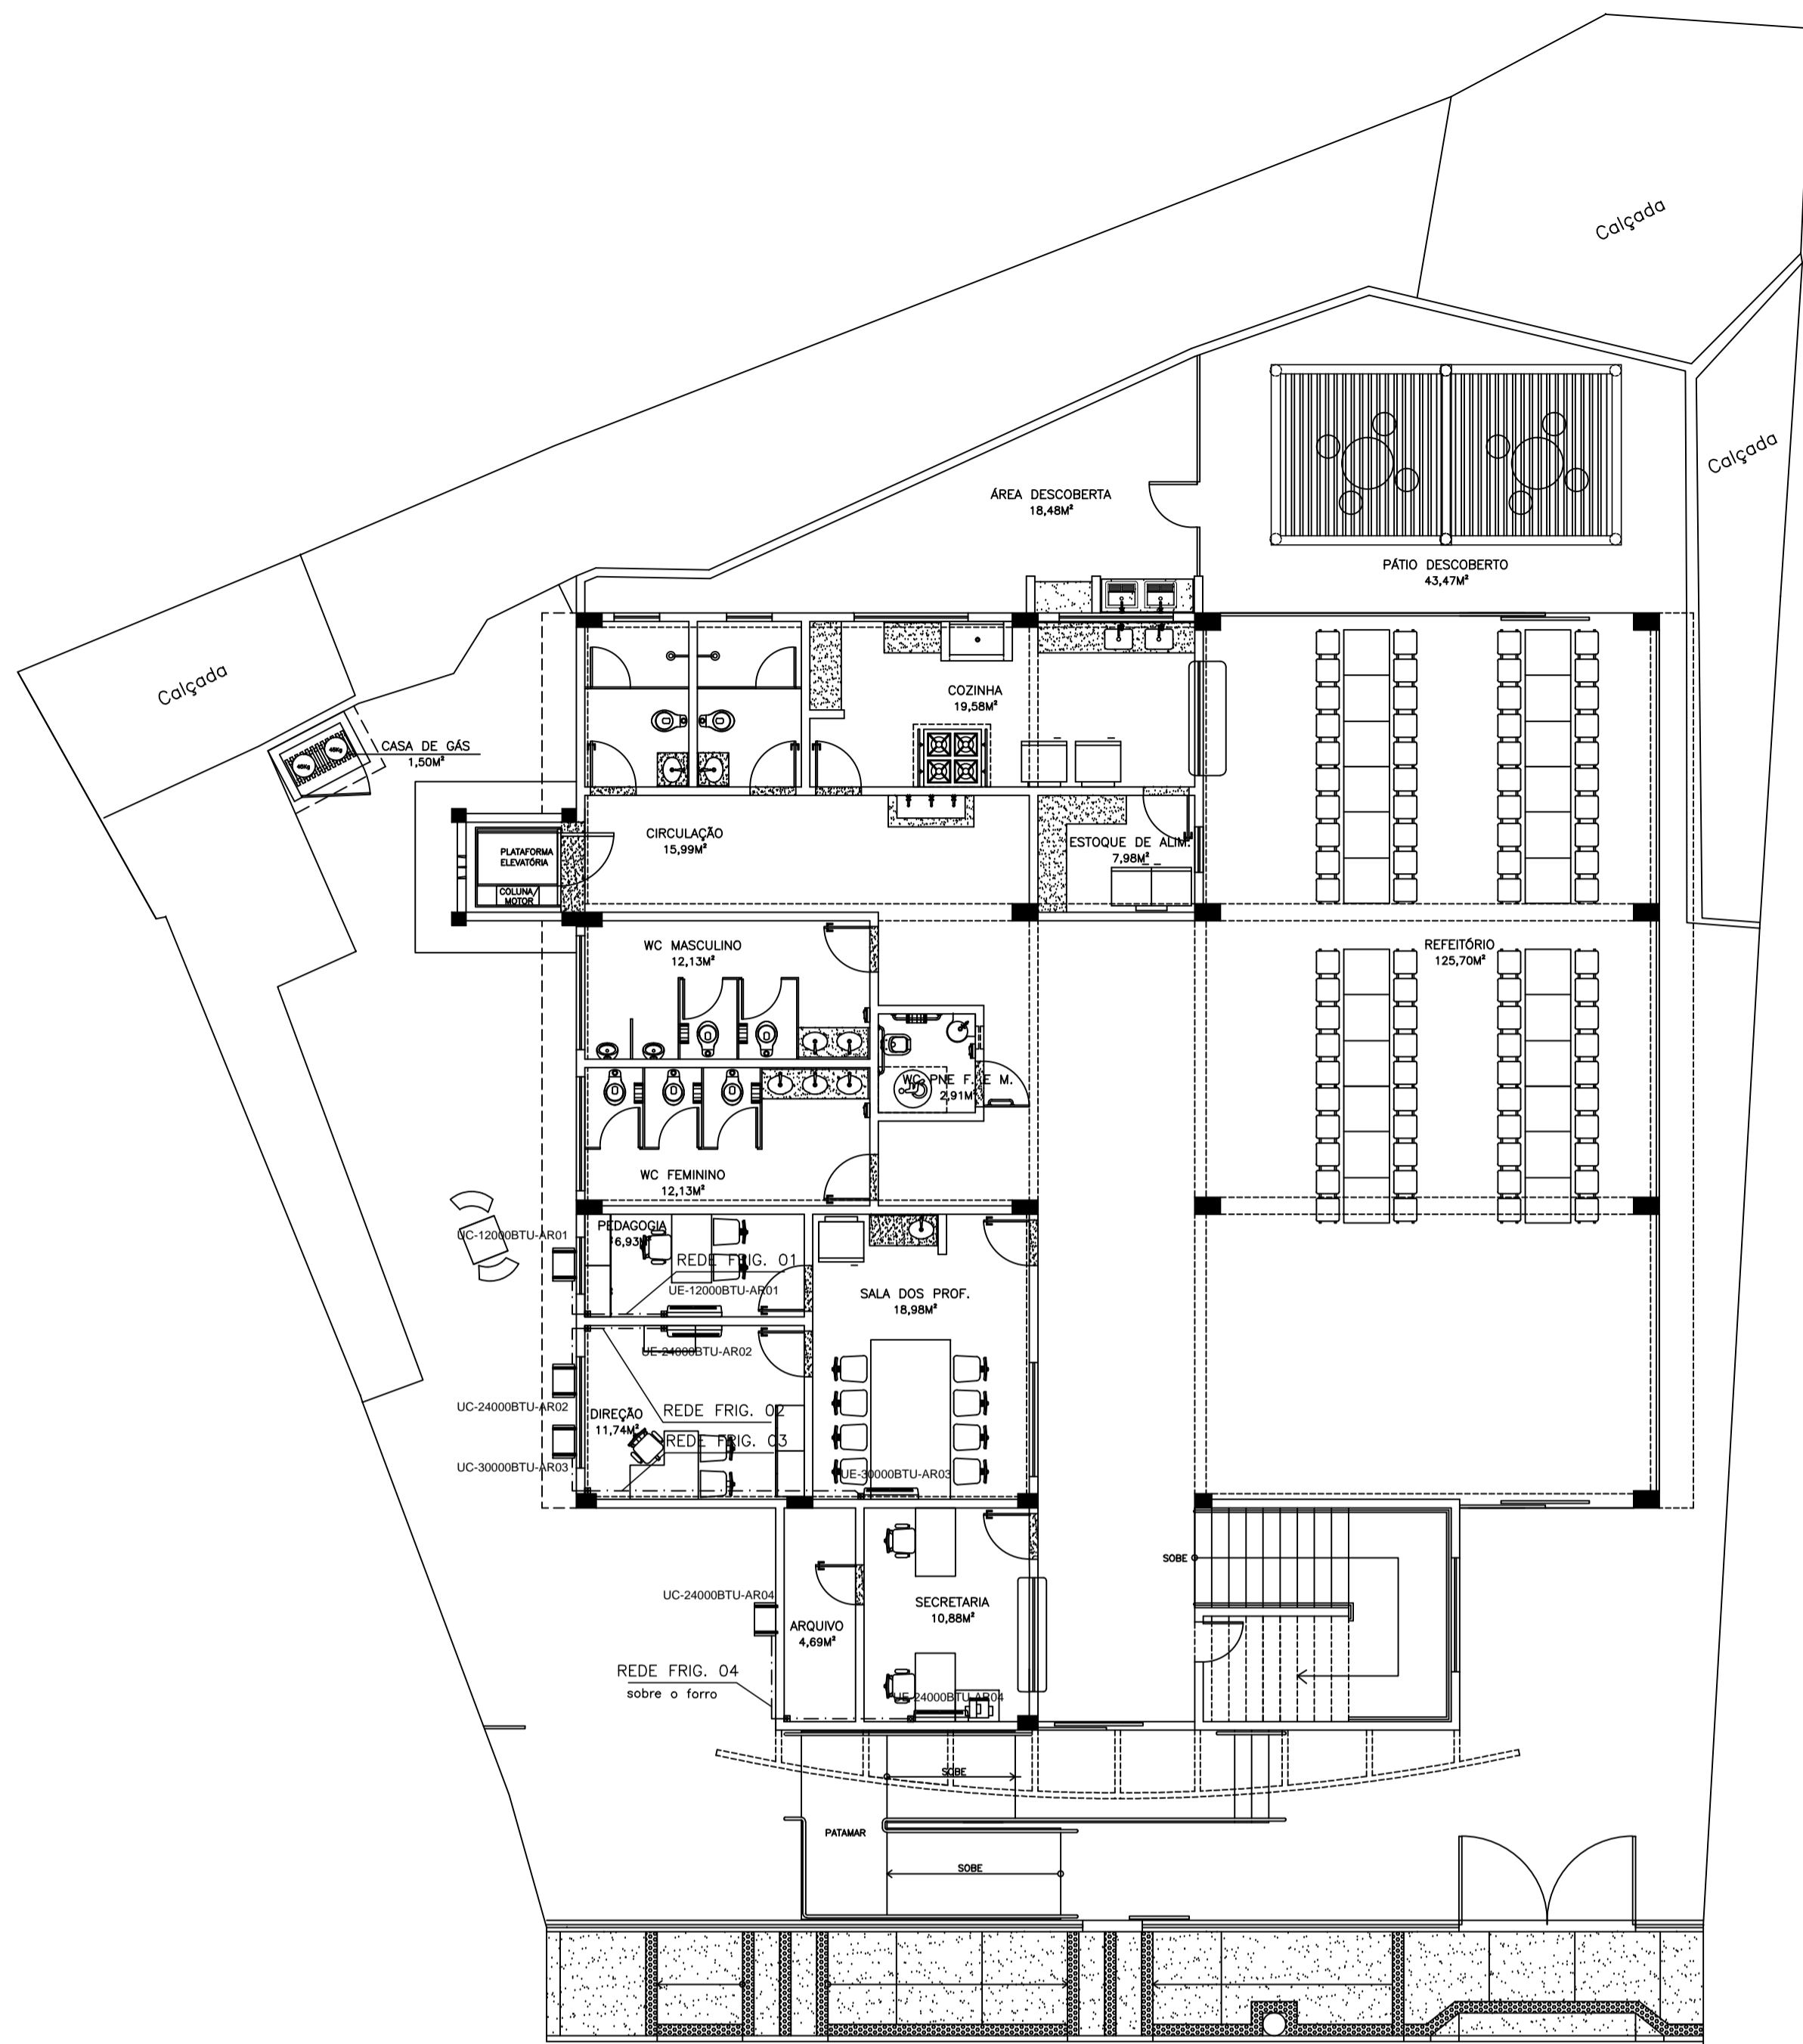 Calçada
Calçada
ÁREA DESCOBERTA
18,48M²
PÁTIO DESCOBERTO
43,47M²
Calçada
COZINHA
19,58M²
CASA DE GÁS
1,50M²
45Kg
45Kg
CIRCULAÇÃO
15,99M²
PLATAFORMA
ELEVATÓRIA
COLUNA/
MOTOR
ESTOQUE DE ALIM.
7,98M²
WC MASCULINO
12,13M²
REFEITÓRIO
125,70M²
WC PNE F. E M.
2,91M²
WC FEMININO
12,13M²
PEDAGOGIA
6,93M²
UC-12000BTU-AR01
REDE FRIG. 01
UE-12000BTU-AR01
SALA DOS PROF.
18,98M²
UE-24000BTU-AR02
UC-24000BTU-AR02
DIREÇÃO
11,74M²
REDE FRIG. 02
REDE FRIG. 03
UC-30000BTU-AR03
UE-30000BTU-AR03
SOBE
UC-24000BTU-AR04
SECRETARIA
10,88M²
ARQUIVO
4,69M²
REDE FRIG. 04
sobre o forro
UE-24000BTU-AR04
SOBE
PATAMAR
SOBE